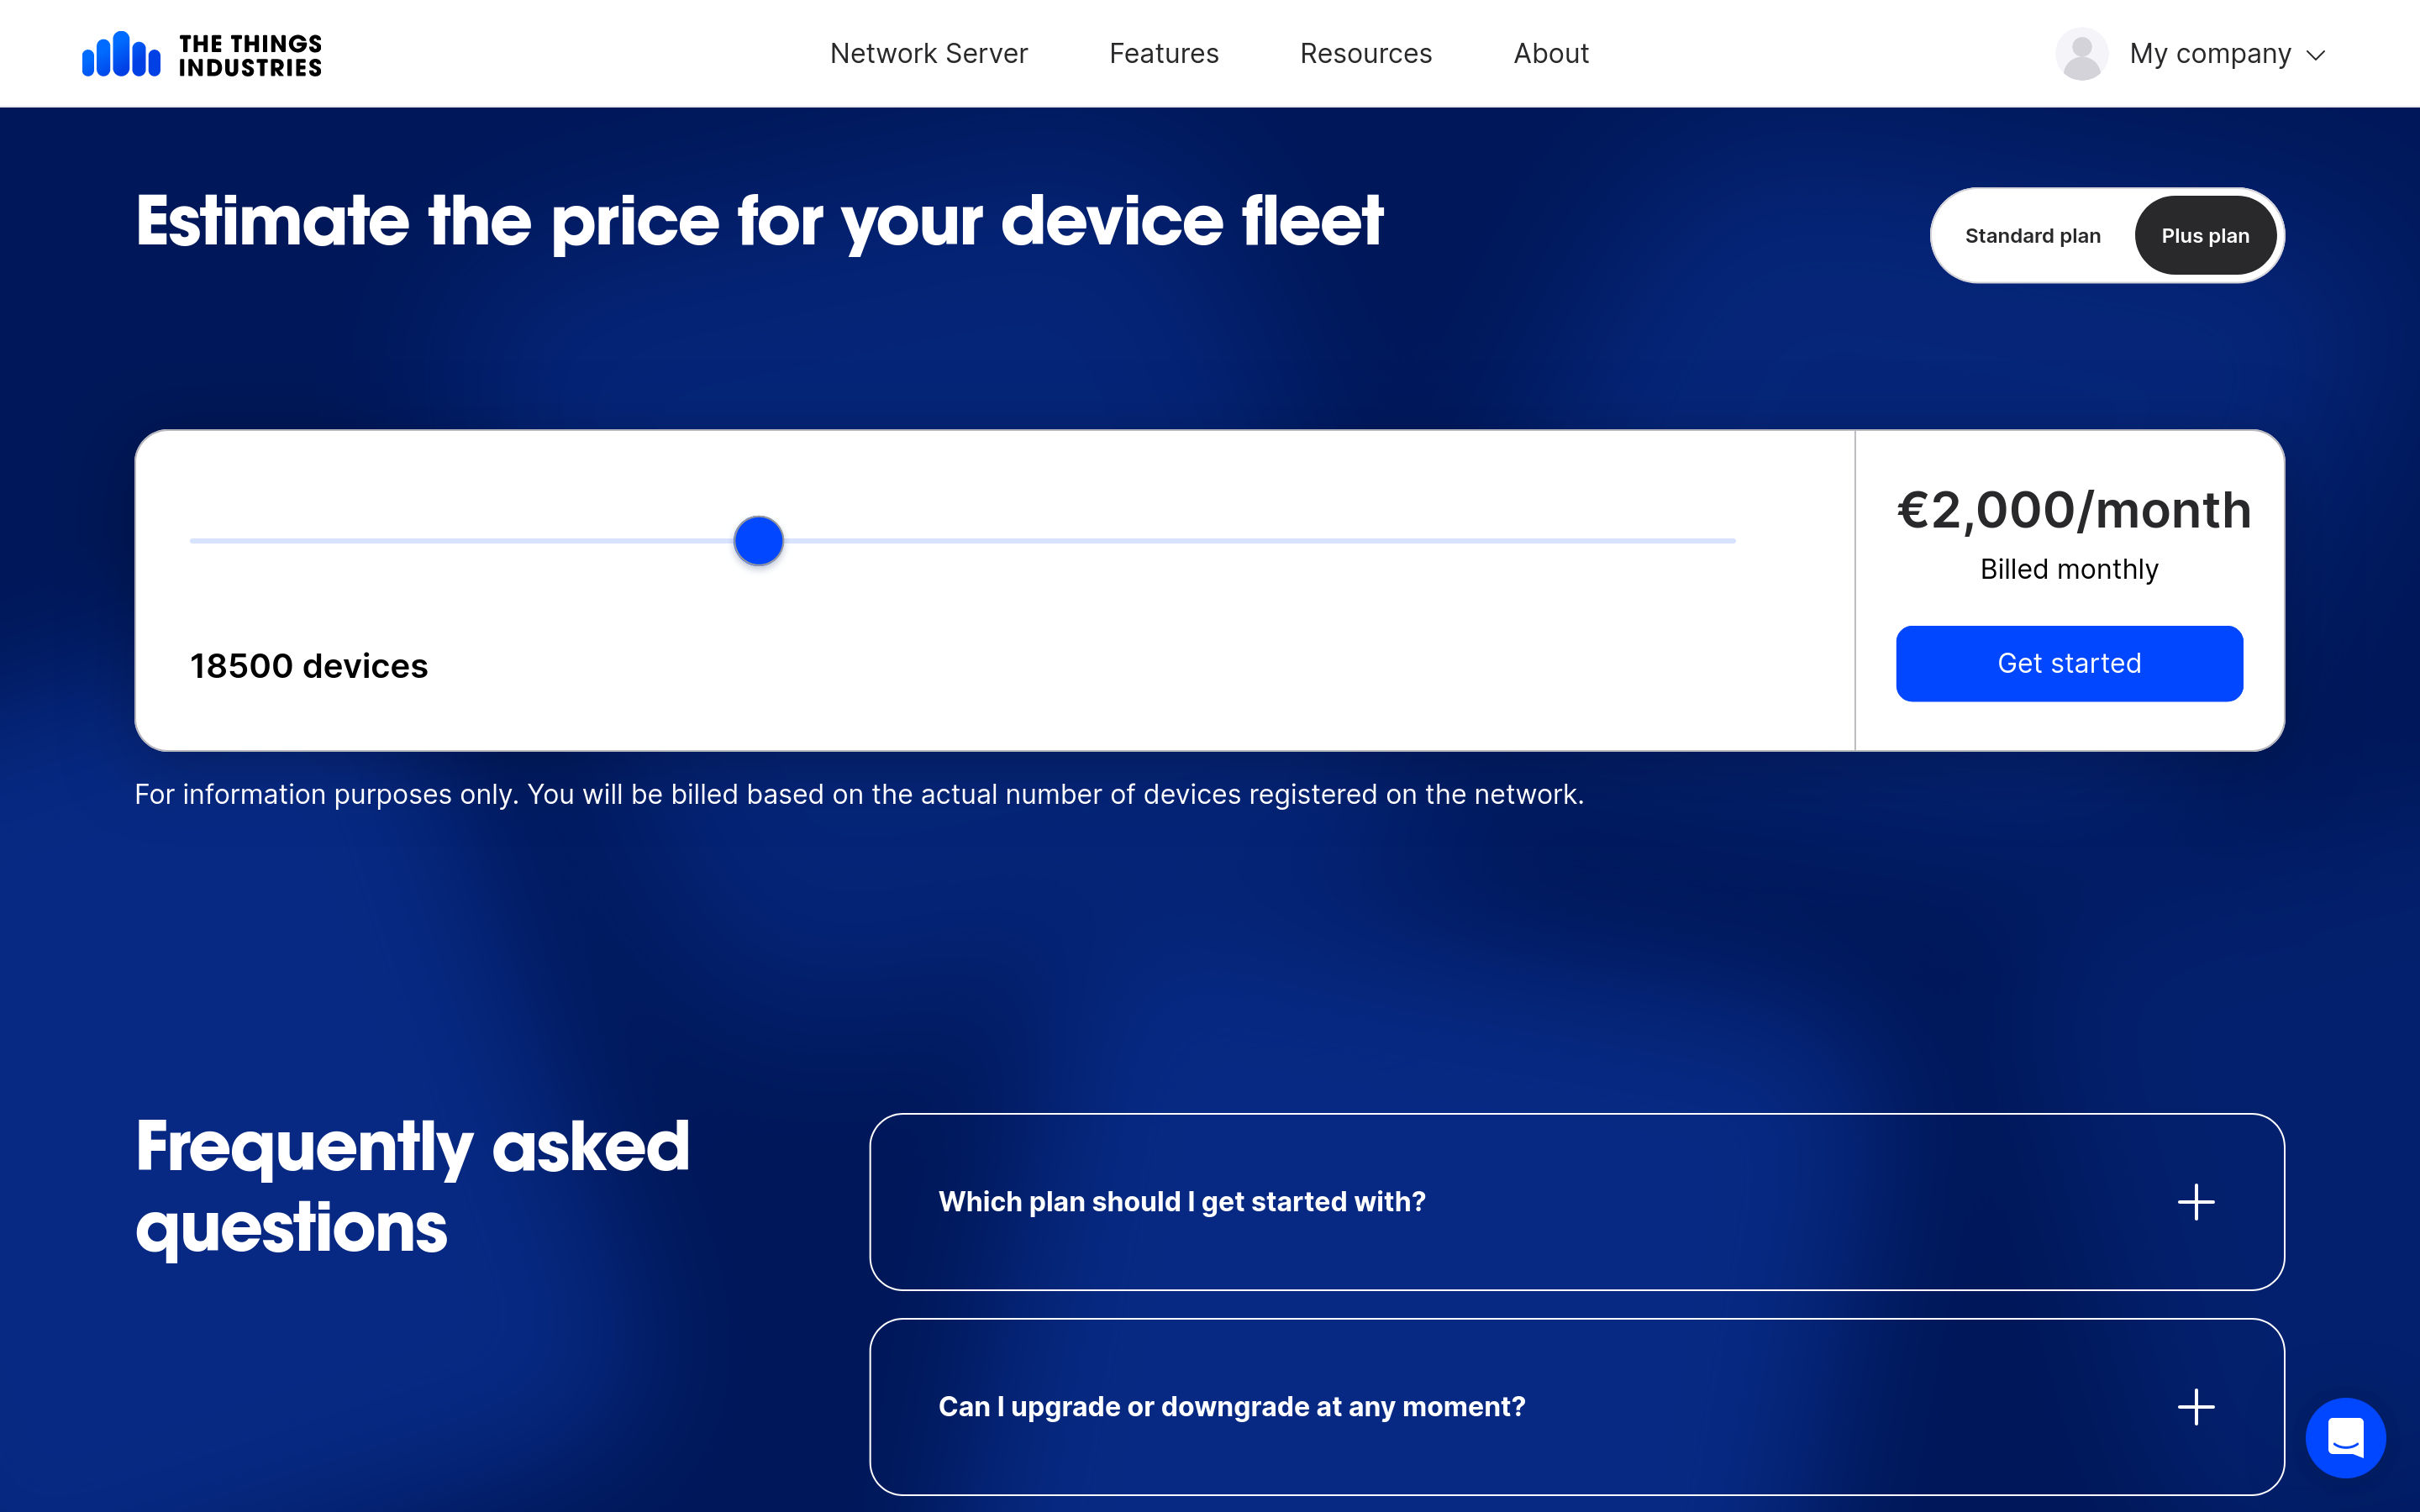 THE THINGS
INDUSTRIES
Network Server
Features
Resources
About
My company
Estimate the price for your device fleet
Standard plan
Plus plan
€2,000/month
Billed monthly
Get started
18500 devices
For information purposes only. You will be billed based on the actual number of devices registered on the network.
Frequently asked
questions
Which plan should I get started with?
Can I upgrade or downgrade at any moment?